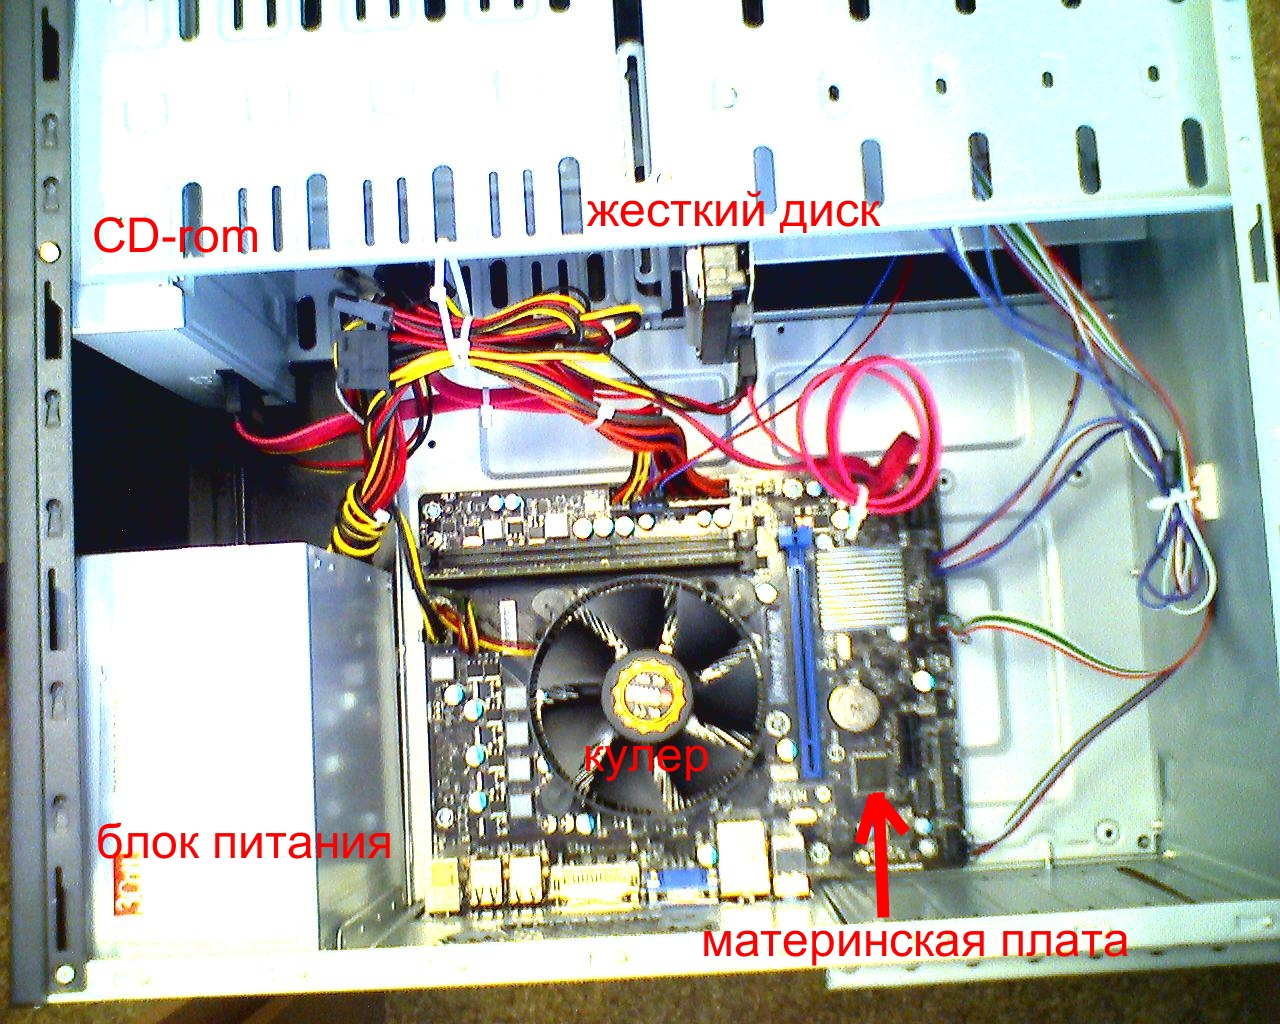 жесткий диск
CD-rom
кулер
блок питания
материнская плата